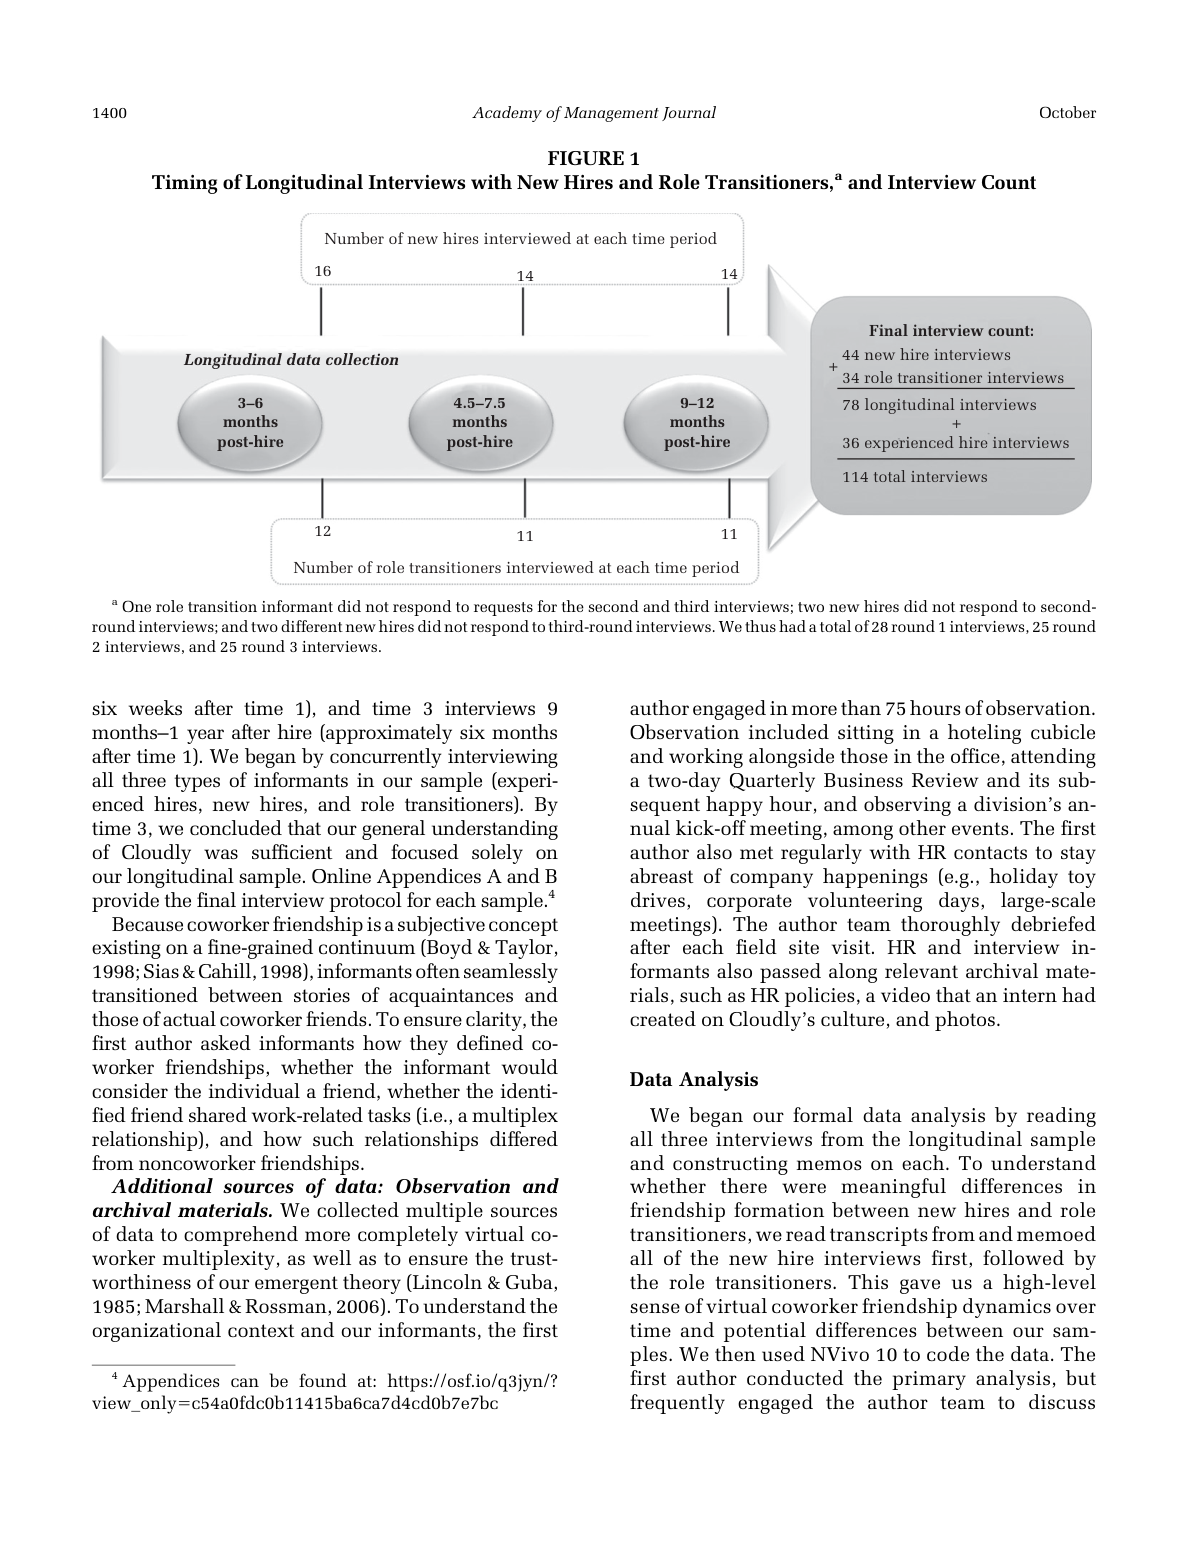 1400
Academy of Management Journal
October
FIGURE 1
Timing of Longitudinal Interviews with New Hires and Role Transitioners,a and Interview Count
Number of new hires interviewed at each time period
16
14
14
Longitudinal data collection
3–6
months
post-hire
4.5–7.5
months
post-hire
9–12
months
post-hire
12
11
11
Number of role transitioners interviewed at each time period
Final interview count:
44 new hire interviews
+
34 role transitioner interviews
78 longitudinal interviews
+
36 experienced hire interviews
114 total interviews
a One role transition informant did not respond to requests for the second and third interviews; two new hires did not respond to second-
round interviews; and two different new hires did not respond to third-round interviews. We thus had a total of 28 round 1 interviews, 25 round
2 interviews, and 25 round 3 interviews.
six weeks after time 1), and time 3 interviews 9
months–1 year after hire (approximately six months
after time 1). We began by concurrently interviewing
all three types of informants in our sample (experi-
enced hires, new hires, and role transitioners). By
time 3, we concluded that our general understanding
of Cloudly was sufficient and focused solely on
our longitudinal sample. Online Appendices A and B
provide the final interview protocol for each sample.4
Because coworker friendship is a subjective concept
existing on a fine-grained continuum (Boyd & Taylor,
1998; Sias & Cahill, 1998), informants often seamlessly
transitioned between stories of acquaintances and
those of actual coworker friends. To ensure clarity, the
first author asked informants how they defined co-
worker friendships, whether the informant would
consider the individual a friend, whether the identi-
fied friend shared work-related tasks (i.e., a multiplex
relationship), and how such relationships differed
from noncoworker friendships.
Additional sources of data: Observation and
archival materials. We collected multiple sources
of data to comprehend more completely virtual co-
worker multiplexity, as well as to ensure the trust-
worthiness of our emergent theory (Lincoln & Guba,
1985; Marshall & Rossman, 2006). To understand the
organizational context and our informants, the first
4 Appendices can be found at: https://osf.io/q3jyn/?
view_only=c54a0fdc0b11415ba6ca7d4cd0b7e7bc
author engaged in more than 75 hours of observation.
Observation included sitting in a hoteling cubicle
and working alongside those in the office, attending
a two-day Quarterly Business Review and its sub-
sequent happy hour, and observing a division's an-
nual kick-off meeting, among other events. The first
author also met regularly with HR contacts to stay
abreast of company happenings (e.g., holiday toy
drives, corporate volunteering days, large-scale
meetings). The author team thoroughly debriefed
after each field site visit. HR and interview in-
formants also passed along relevant archival mate-
rials, such as HR policies, a video that an intern had
created on Cloudly's culture, and photos.
Data Analysis
We began our formal data analysis by reading
all three interviews from the longitudinal sample
and constructing memos on each. To understand
whether there were meaningful differences in
friendship formation between new hires and role
transitioners, we read transcripts from and memoed
all of the new hire interviews first, followed by
the role transitioners. This gave us a high-level
sense of virtual coworker friendship dynamics over
time and potential differences between our sam-
ples. We then used NVivo 10 to code the data. The
first author conducted the primary analysis, but
frequently engaged the author team to discuss